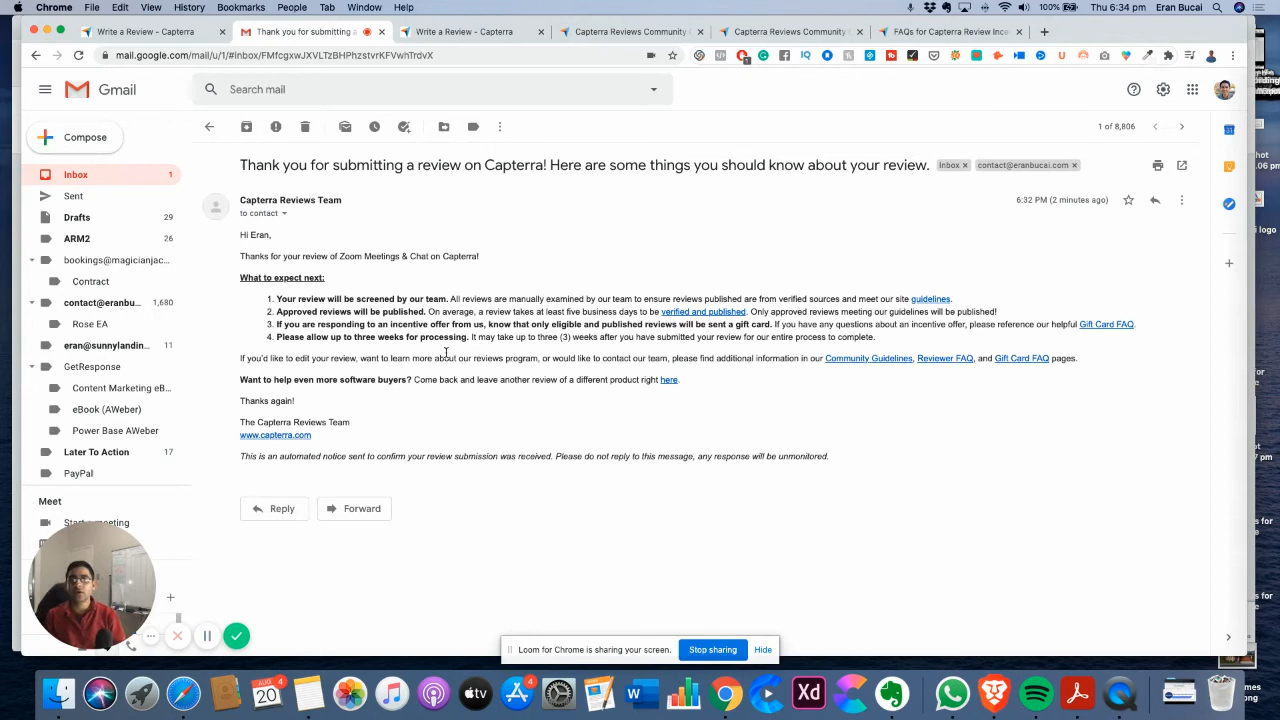 Chrome File Edit View History Bookmarks People Tab Window Help 100% Thu 6:34 pm Eran Bucai
Write a Review - Capterra Thank you for submitting a Write a Review - Capterra Capterra Reviews Community Capterra Reviews Community FAQs for Capterra Review Ince
mail.google.com/mail/u/1/#inbox/FMfcgxwJXVLTzBHPhzstvrKFVwhTrdvX
Gmail
Search mail
Compose
1 of 8,806
Thank you for submitting a review on Capterra! Here are some things you should know about your review. Inbox × contact@eranbucai.com ×
Inbox 1
Sent
Drafts 29
ARM2 26
bookings@magicianjac...
Contract
contact@eranbu... 1,680
Rose EA
eran@sunnylandin...
GetResponse
Content Marketing eB...
eBook (AWeber)
Power Base AWeber
Later To Action 17
PayPal
Meet
Start a meeting
Capterra Reviews Team 6:32 PM (2 minutes ago)
to contact
Hi Eran,
Thanks for your review of Zoom Meetings & Chat on Capterra!
What to expect next:
1. Your review will be screened by our team. All reviews are manually examined by our team to ensure reviews published are from verified sources and meet our site guidelines.
2. Approved reviews will be published. On average, a review takes at least five business days to be verified and published. Only approved reviews meeting our guidelines will be published!
3. If you are responding to an incentive offer from us, know that only eligible and published reviews will be sent a gift card. If you have any questions about an incentive offer, please reference our helpful Gift Card FAQ.
4. Please allow up to three weeks for processing. It may take up to three (3) weeks after you have submitted your review for our entire process to complete.
If you'd like to edit your review, want to learn more about our reviews program, or would like to contact our team, please find additional information in our Community Guidelines, Reviewer FAQ, and Gift Card FAQ pages.
Want to help even more software buyers? Come back and leave another review of a different product right here.
Thanks again!
The Capterra Reviews Team
www.capterra.com
This is an automated notice sent to confirm your review submission was received. Please do not reply to this message, any response will be unmonitored.
Reply Forward
Loom for Chrome is sharing your screen. Stop sharing Hide
AUG 20
4
4
Xd